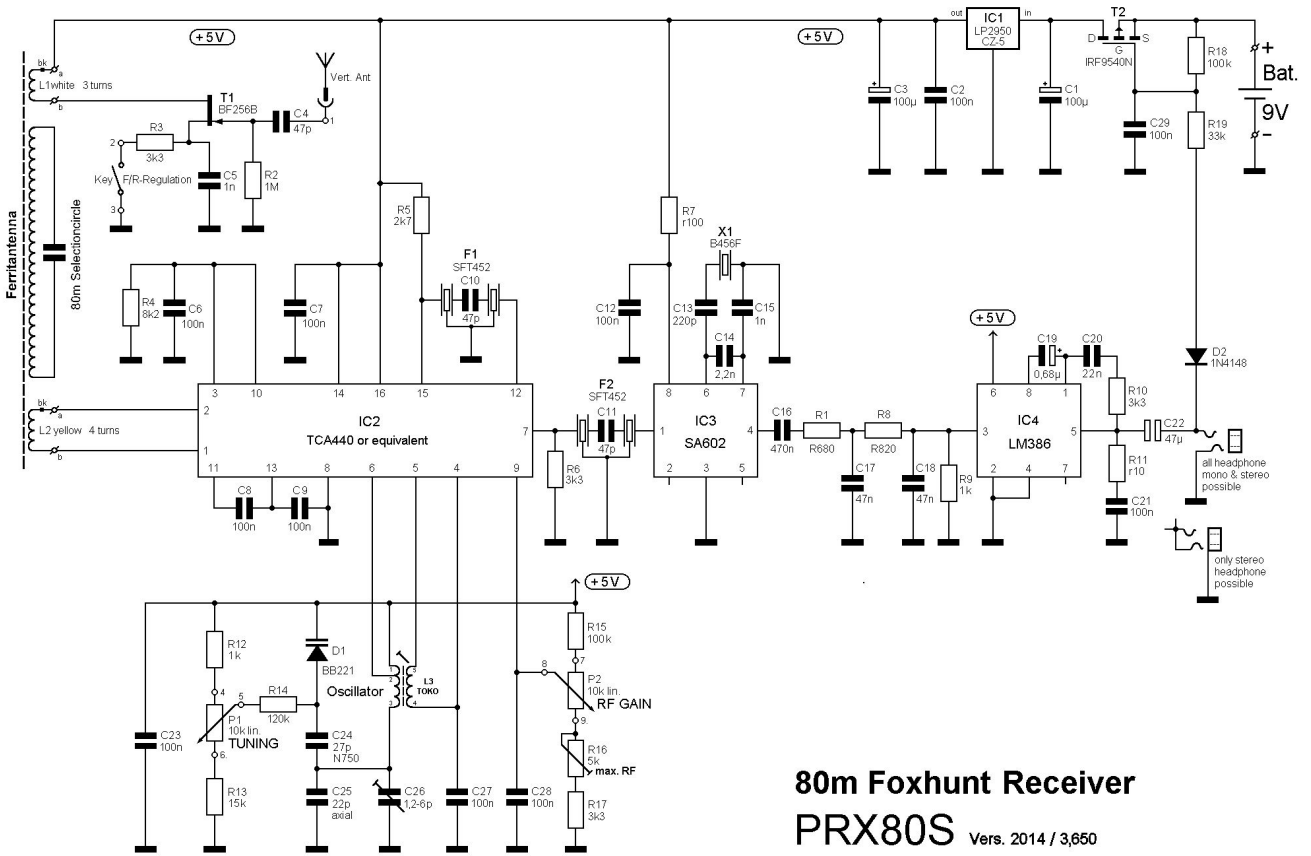 +5V
bk
a
L1white 3 turns
b
T1
BF256B
C4
47p
Vert. Ant
1
2
R3
3k3
Key F/R-Regulation
3
C5
1n
R2
1M
Ferritantenna
80m Selectioncircle
R4
8k2
C6
100n
C7
100n
R5
2k7
F1
SFT452
C10
47p
+5V
out
IC1
in
LP2950
CZ-5
T2
D
S
G
IRF9540N
C3
+
100µ
C2
100n
C1
+
100µ
C29
100n
R18
100k
R19
33k
+
Bat.
9V
−
R7
r100
X1
B456F
C12
100n
C13
220p
C15
1n
C14
2,2n
+5V
C19
+
0,68µ
C20
22n
R10
3k3
D2
1N4148
bk
a
L2 yellow 4 turns
b
3
10
14
16
15
12
2
1
IC2
TCA440 or equivalent
7
11
13
8
6
5
4
9
C8
100n
C9
100n
R6
3k3
F2
SFT452
C11
47p
8
6
7
1
IC3
SA602
4
2
3
5
C16
470n
R1
R680
R8
R820
C17
47n
C18
47n
R9
1k
6
8
1
3
IC4
LM386
5
2
4
7
C22
47µ
R11
r10
C21
100n
all headphone
mono & stereo
possible
only stereo
headphone
possible
+5V
R12
1k
D1
BB221
4
5
R14
120k
P1
10k lin.
TUNING
6.
R13
15k
C23
100n
C24
27p
N750
C25
22p
axial
Oscillator
1
2
3
5
4
L3
TOKO
C26
1,2-6p
C27
100n
C28
100n
R15
100k
7
8
P2
10k lin.
RF GAIN
9.
R16
5k
max. RF
R17
3k3
80m Foxhunt Receiver
PRX80S Vers. 2014 / 3,650